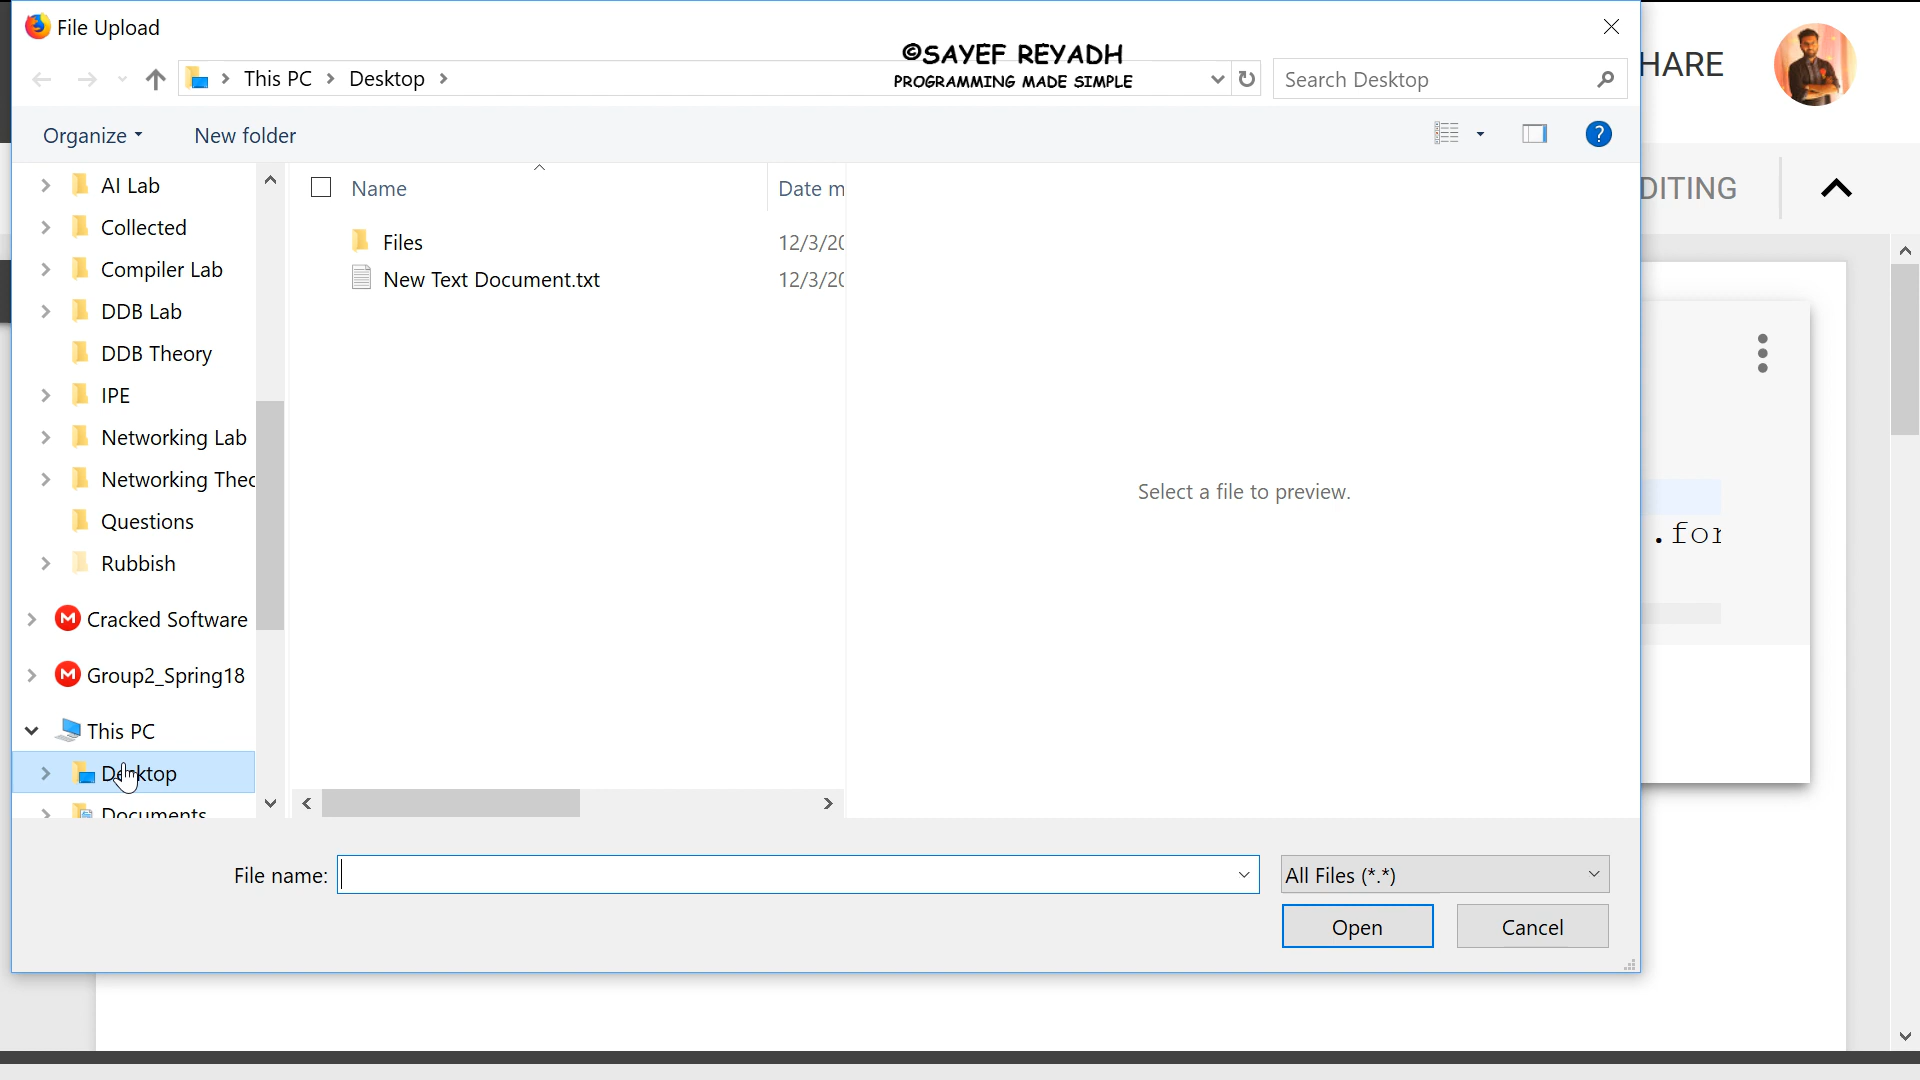 File Upload
©SAYEF REYADH
PROGRAMMING MADE SIMPLE
This PC
Desktop
Search Desktop
HARE
Organize
New folder
?
DITING
AI Lab
Collected
Compiler Lab
DDB Lab
DDB Theory
IPE
Networking Lab
Networking Theo
Questions
Rubbish
M Cracked Software
M Group2_Spring18
This PC
Desktop
Documents
Name
Date m
Files
12/3/20
New Text Document.txt
12/3/20
Select a file to preview.
.for
File name:
All Files (*.*)
Open
Cancel